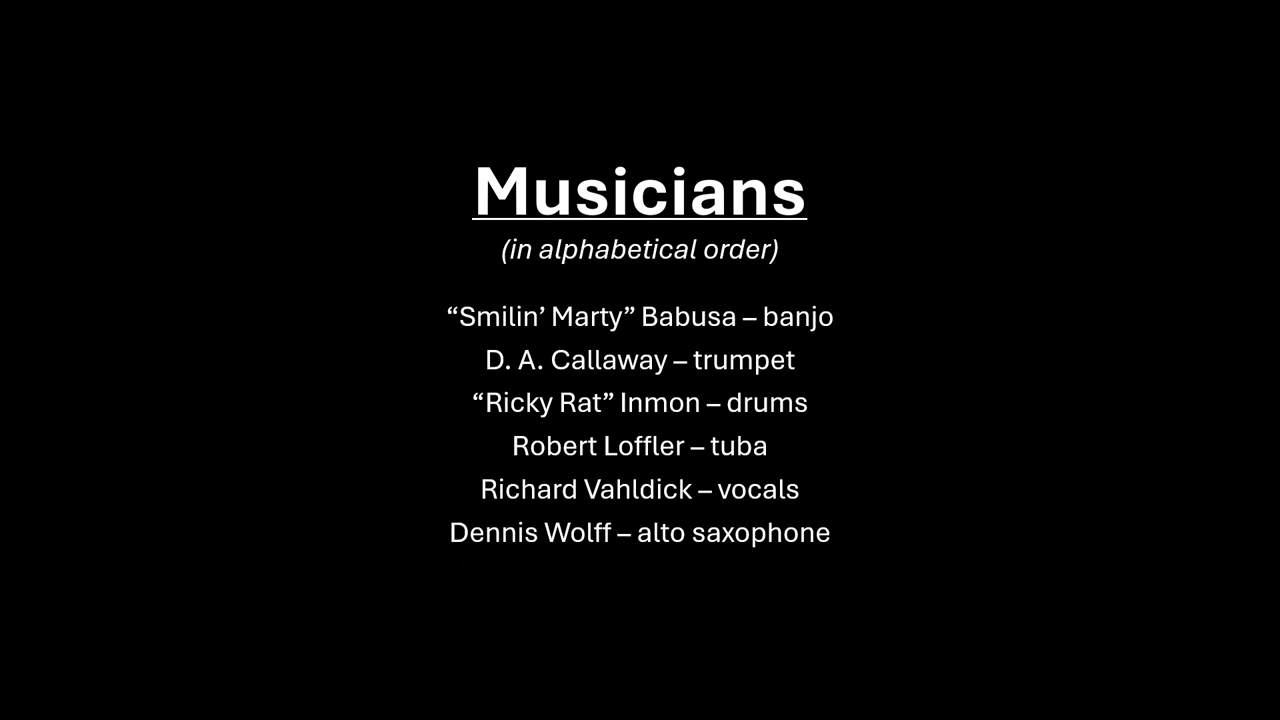 Musicians
(in alphabetical order)
“Smilin’ Marty” Babusa – banjo
D. A. Callaway – trumpet
“Ricky Rat” Inmon – drums
Robert Loffler – tuba
Richard Vahldick – vocals
Dennis Wolff – alto saxophone